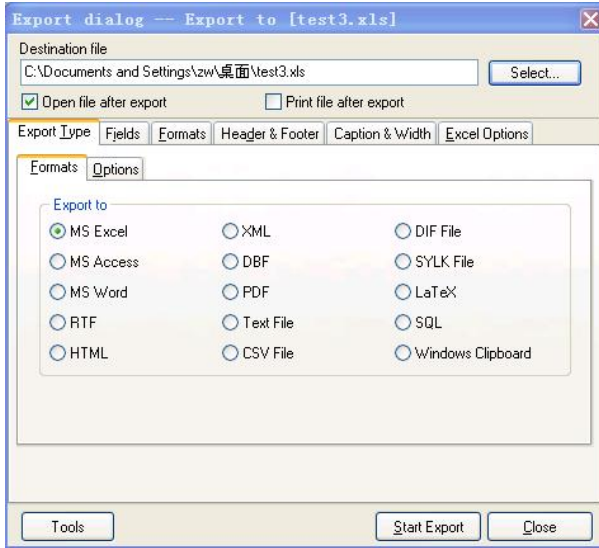 Export dialog -- Export to [test3.xls]
Destination file
C:\Documents and Settings\zw\桌面\test3.xls
Select...
Open file after export Print file after export
Export Type Fields Formats Header & Footer Caption & Width Excel Options
Formats Options
Export to
MS Excel XML DIF File
MS Access DBF SYLK File
MS Word PDF LaTeX
RTF Text File SQL
HTML CSV File Windows Clipboard
Tools Start Export Close